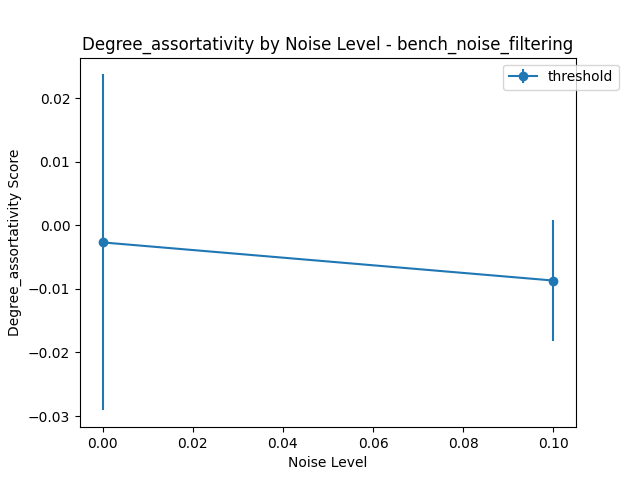 Degree_assortativity by Noise Level - bench_noise_filtering
threshold
0.02
0.01
0.00
−0.01
−0.02
−0.03
Degree_assortativity Score
0.00 0.02 0.04 0.06 0.08 0.10
Noise Level